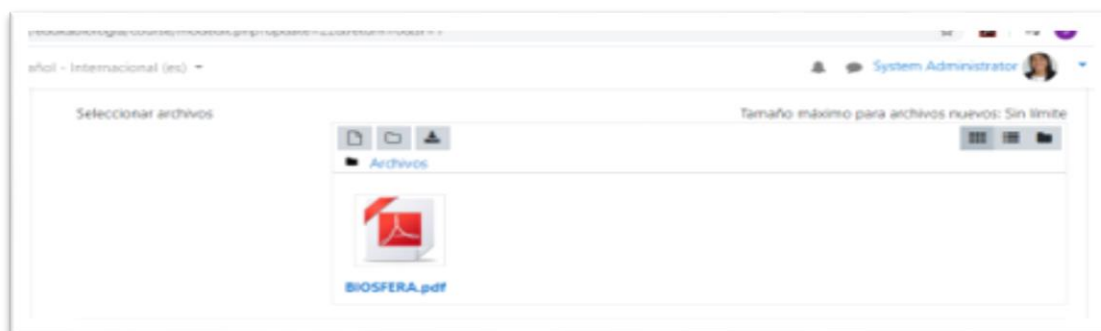 añol - Internacional (es)
System Administrator
Seleccionar archivos
Tamaño máximo para archivos nuevos: Sin límite
Archivos
BIOSFERA.pdf